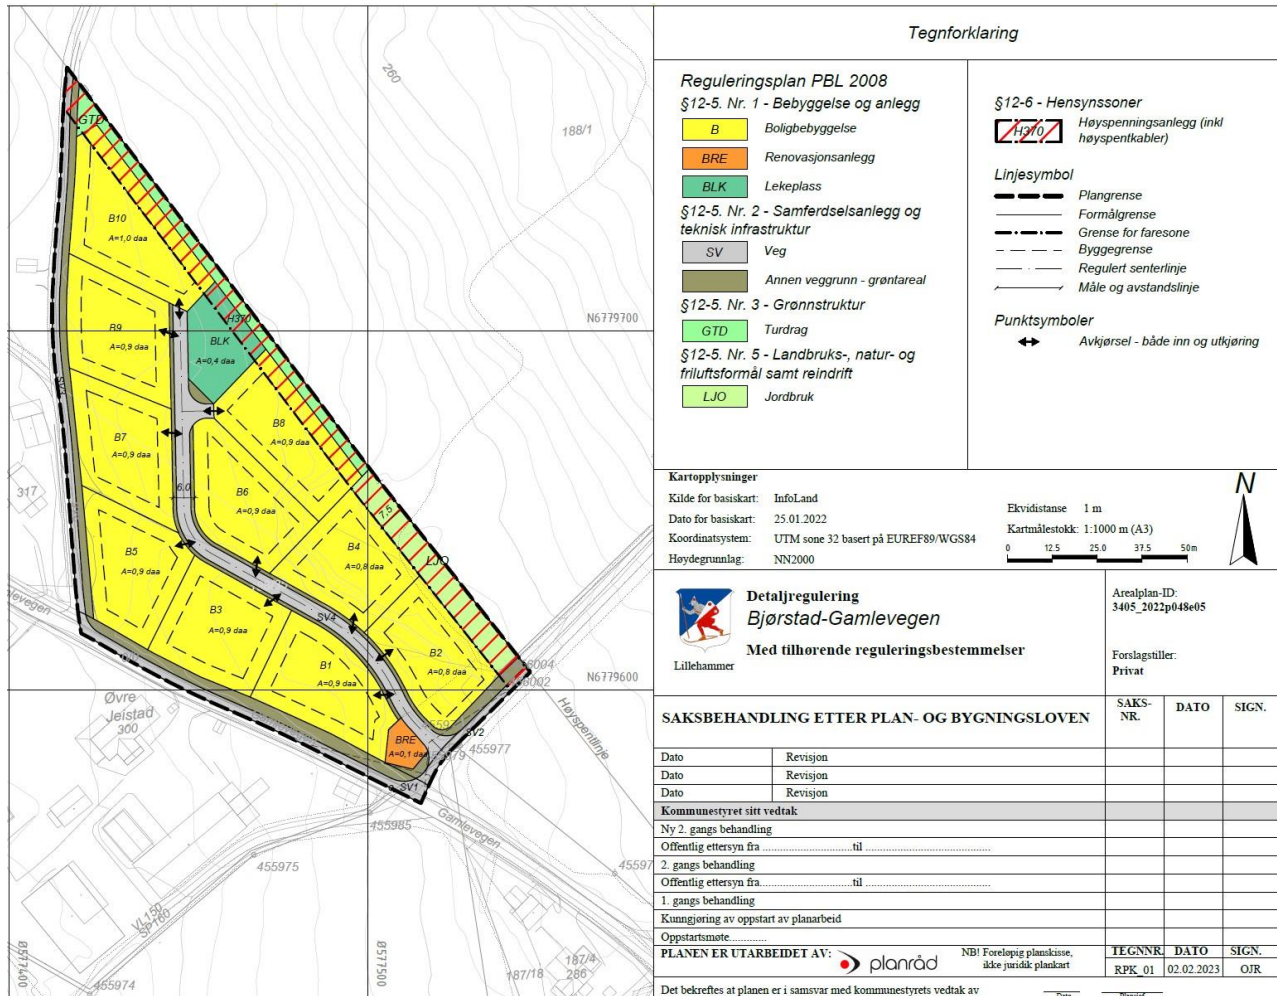 260
188/1
GTD
B10
A=1,0 daa
N6779700
B9
A=0,9 daa
H370
BLK
A=0,4 daa
SV3
B8
A=0,9 daa
B7
A=0,9 daa
317
6,0
B6
A=0,9 daa
7,5
B4
A=0,8 daa
LJO
B5
A=0,9 daa
B3
A=0,9 daa
SV4
B2
A=0,8 daa
B1
A=0,9 daa
N6779600
Øvre
Jeistad
300
Høyspentlinje
BRE
A=0,1 daa
SV2
455977
SV1
Gamlevegen
455985
455975
VL150
SP160
Ø577400
Ø577500
187/18
187/4
286
455974
Tegnforklaring
Reguleringsplan PBL 2008
§12-5. Nr. 1 - Bebyggelse og anlegg
B Boligbebyggelse
BRE Renovasjonsanlegg
BLK Lekeplass
§12-5. Nr. 2 - Samferdselsanlegg og
teknisk infrastruktur
SV Veg
Annen veggrunn - grøntareal
§12-5. Nr. 3 - Grønnstruktur
GTD Turdrag
§12-5. Nr. 5 - Landbruks-, natur- og
friluftsformål samt reindrift
LJO Jordbruk
§12-6 - Hensynssoner
H370 Høyspenningsanlegg (inkl
høyspentkabler)
Linjesymbol
Plangrense
Formålgrense
Grense for faresone
Byggegrense
Regulert senterlinje
Måle og avstandslinje
Punktsymboler
Avkjørsel - både inn og utkjøring
Kartopplysninger
Kilde for basiskart: InfoLand
Dato for basiskart: 25.01.2022
Koordinatsystem: UTM sone 32 basert på EUREF89/WGS84
Høydegrunnlag: NN2000
Ekvidistanse 1 m
Kartmålestokk: 1:1000 m (A3)
0 12.5 25.0 37.5 50m
N
Lillehammer
Detaljregulering
Bjørstad-Gamlevegen
Med tilhørende reguleringsbestemmelser
Arealplan-ID:
3405_2022p048e05
Forslagstiller:
Privat
SAKSBEHANDLING ETTER PLAN- OG BYGNINGSLOVEN
SAKS-
NR.
DATO
SIGN.
Dato Revisjon
Dato Revisjon
Dato Revisjon
Kommunestyret sitt vedtak
Ny 2. gangs behandling
Offentlig ettersyn fra ..............................til ..........................................
2. gangs behandling
Offentlig ettersyn fra..............................til ..........................................
1. gangs behandling
Kunngjøring av oppstart av planarbeid
Oppstartsmøte.............
PLANEN ER UTARBEIDET AV: planråd
NB! Foreløpig planskisse,
ikke juridik plankart
TEGNNR. DATO SIGN.
RPK_01 02.02.2023 OJR
Det bekreftes at planen er i samsvar med kommunestyrets vedtak av
Dato Plansjef